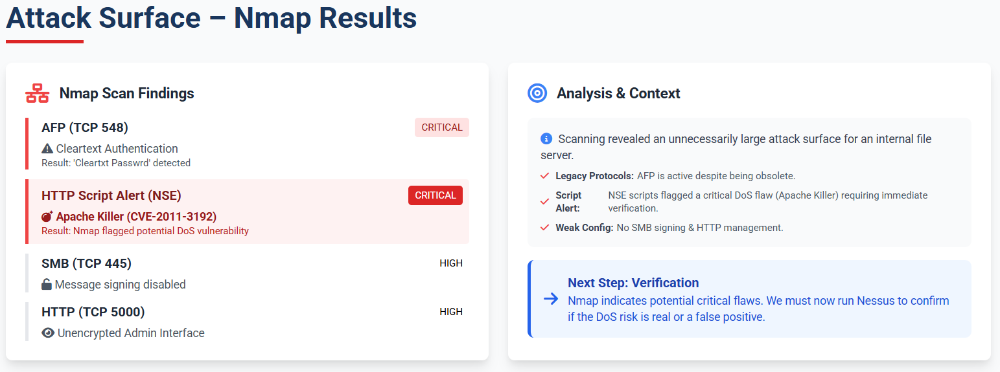 Attack Surface – Nmap Results
Nmap Scan Findings
AFP (TCP 548)
CRITICAL
Cleartext Authentication
Result: 'Cleartxt Passwrd' detected
HTTP Script Alert (NSE)
CRITICAL
Apache Killer (CVE-2011-3192)
Result: Nmap flagged potential DoS vulnerability
SMB (TCP 445)
HIGH
Message signing disabled
HTTP (TCP 5000)
HIGH
Unencrypted Admin Interface
Analysis & Context
Scanning revealed an unnecessarily large attack surface for an internal file
server.
Legacy Protocols: AFP is active despite being obsolete.
Script
Alert:
NSE scripts flagged a critical DoS flaw (Apache Killer) requiring immediate
verification.
Weak Config: No SMB signing & HTTP management.
Next Step: Verification
Nmap indicates potential critical flaws. We must now run Nessus to confirm
if the DoS risk is real or a false positive.